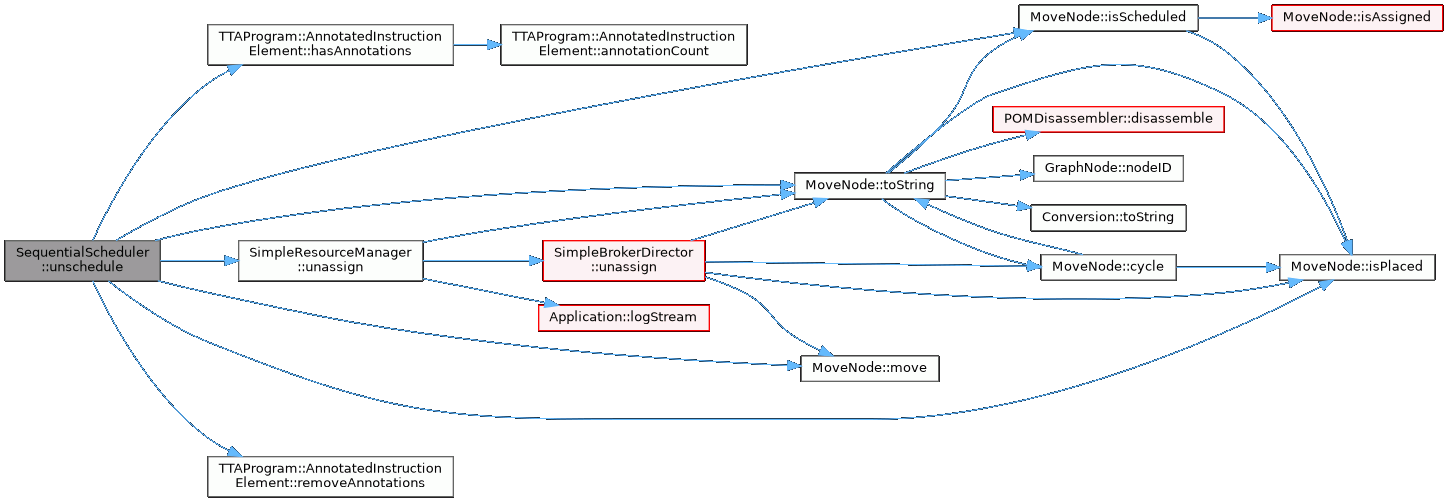 MoveNode::isScheduled
MoveNode::isAssigned
TTAProgram::AnnotatedInstruction
Element::hasAnnotations
TTAProgram::AnnotatedInstruction
Element::annotationCount
POMDisassembler::disassemble
GraphNode::nodeID
MoveNode::toString
Conversion::toString
SequentialScheduler
::unschedule
SimpleResourceManager
::unassign
SimpleBrokerDirector
::unassign
MoveNode::cycle
MoveNode::isPlaced
Application::logStream
MoveNode::move
TTAProgram::AnnotatedInstruction
Element::removeAnnotations